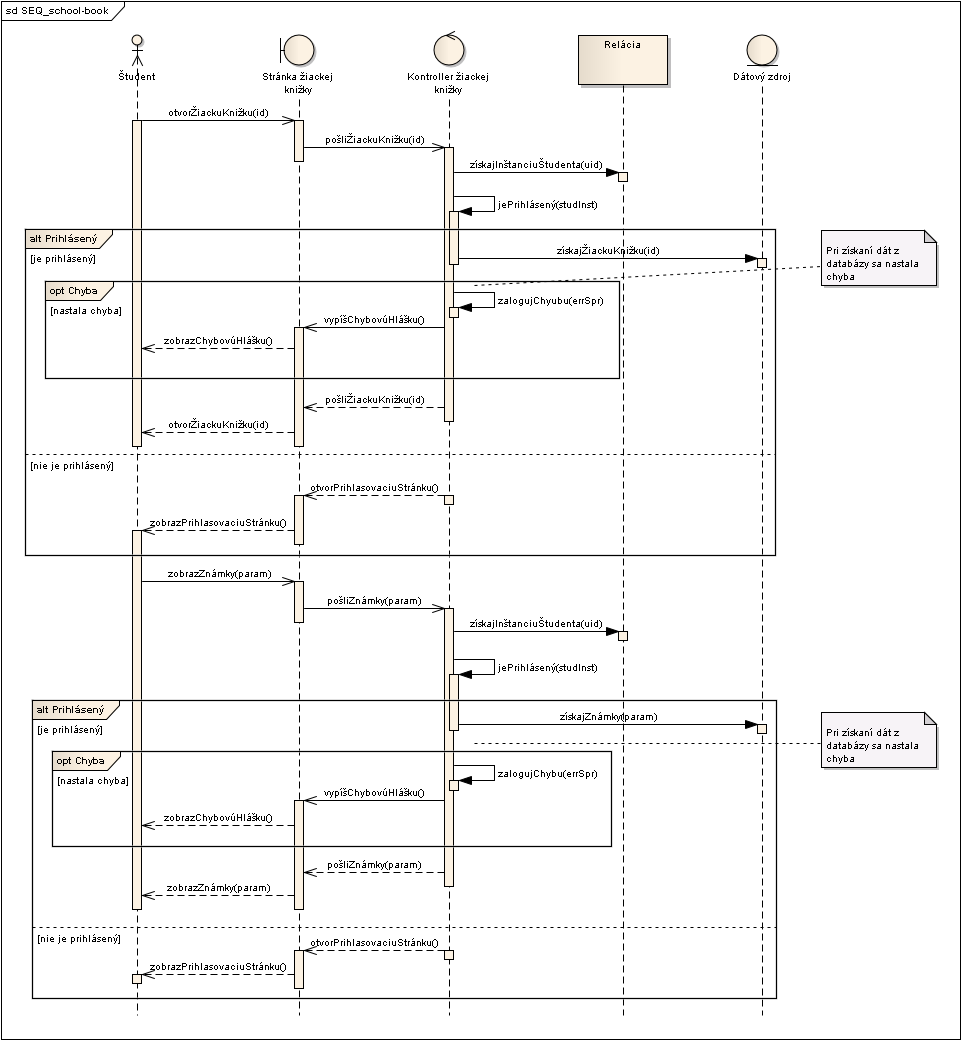 sd SEQ_school-book
Študent
Stránka žiackej
knižky
Kontroller žiackej
knižky
Relácia
Dátový zdroj
otvorŽiackuKnižku(id)
pošliŽiackuKnižku(id)
získajInštanciuŠtudenta(uid)
jePrihlásený(studInst)
alt Prihlásený
[je prihlásený]
získajŽiackuKnižku(id)
Pri získaní dát z
databázy sa nastala
chyba
opt Chyba
[nastala chyba]
zalogujChyubu(errSpr)
vypíšChybovúHlášku()
zobrazChybovúHlášku()
pošliŽiackuKnižku(id)
otvorŽiackuKnižku(id)
[nie je prihlásený]
otvorPrihlasovaciuStránku()
zobrazPrihlasovaciuStránku()
zobrazZnámky(param)
pošliZnámky(param)
získajInštanciuŠtudenta(uid)
jePrihlásený(studInst)
alt Prihlásený
[je prihlásený]
získajZnámky(param)
Pri získaní dát z
databázy sa nastala
chyba
opt Chyba
[nastala chyba]
zalogujChybu(errSpr)
vypíšChybovúHlášku()
zobrazChybovúHlášku()
pošliZnámky(param)
zobrazZnámky(param)
[nie je prihlásený]
otvorPrihlasovaciuStránku()
zobrazPrihlasovaciuStránku()